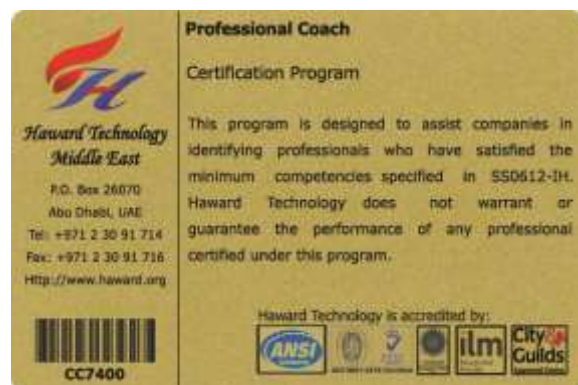 H
Haward Technology
Middle East
P.O. Box 26070
Abu Dhabi, UAE
Tel: +971 2 30 91 714
Fax: +971 2 30 91 716
Http://www.haward.org
CC7400
Professional Coach
Certification Program
This program is designed to assist companies in
identifying professionals who have satisfied the
minimum competencies specified in SS0612-IH.
Haward Technology does not warrant or
guarantee the performance of any professional
certified under this program.
Haward Technology is accredited by:
ANSI
ilm
City &
Guilds